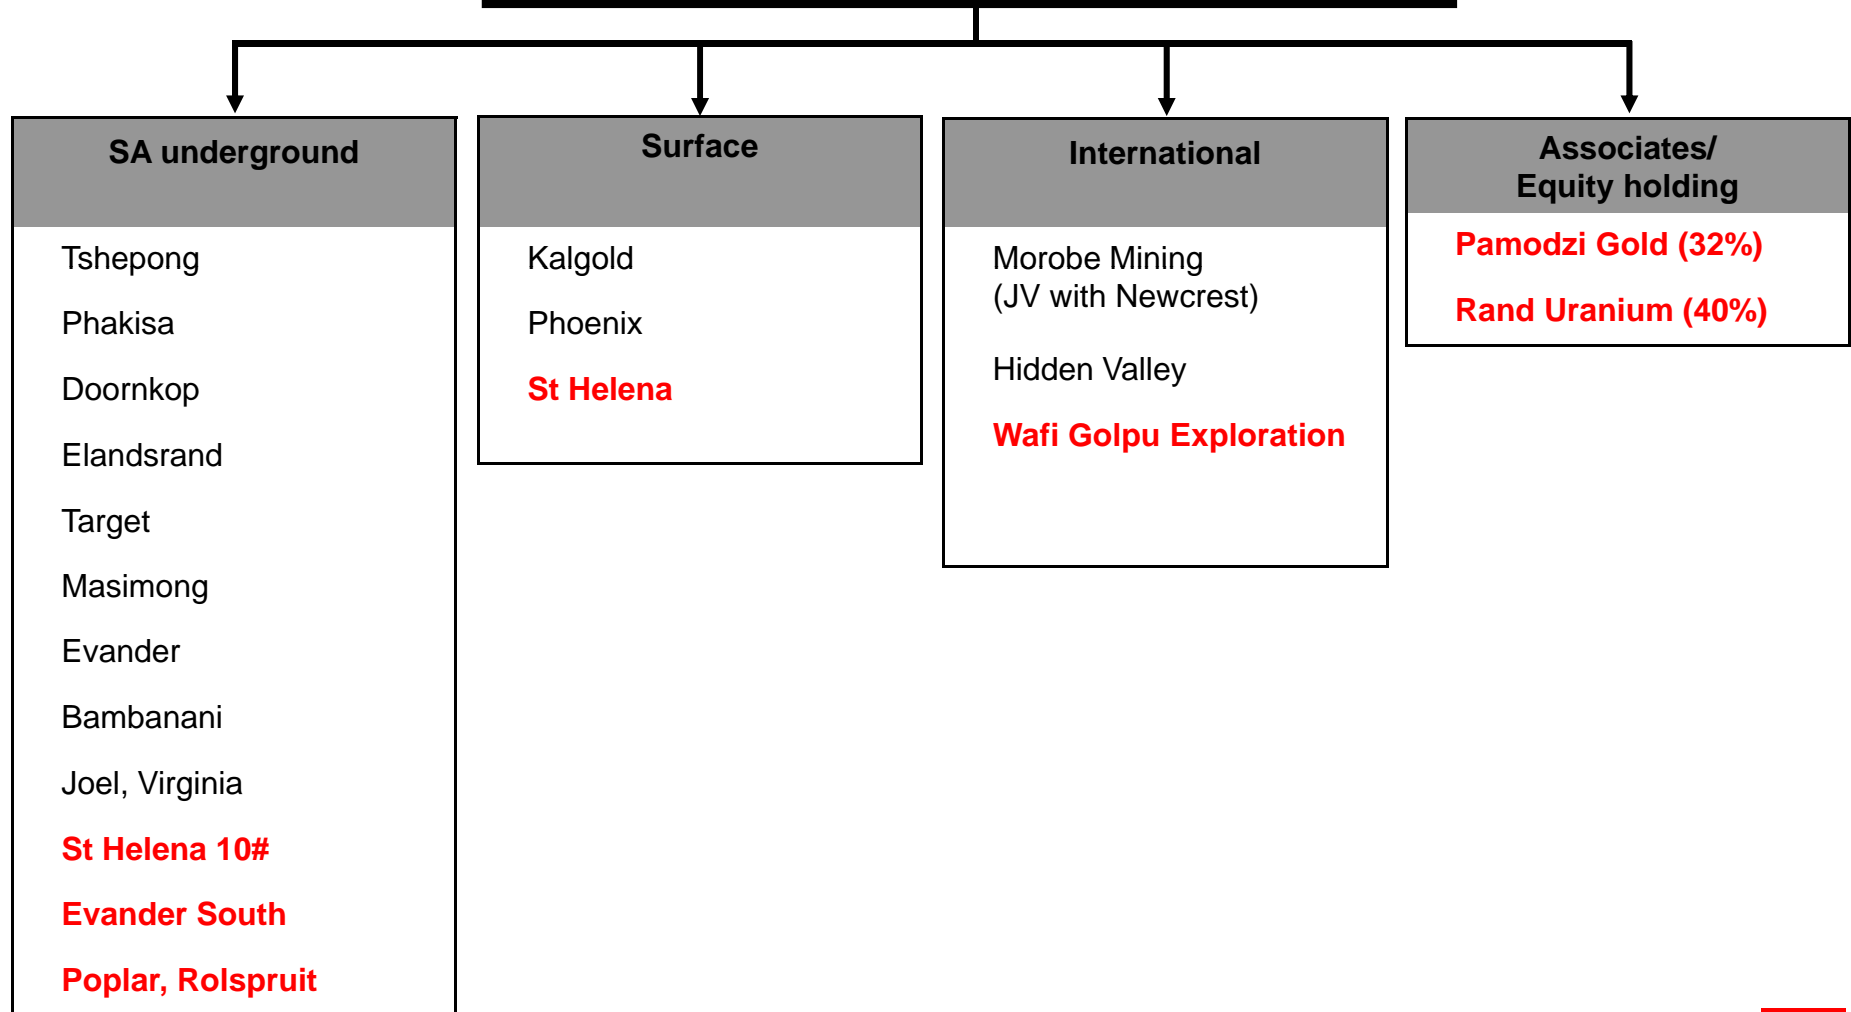 SA underground
Tshepong
Phakisa
Doornkop
Elandsrand
Target
Masimong
Evander
Bambanani
Joel, Virginia
St Helena 10#
Evander South
Poplar, Rolspruit
Surface
Kalgold
Phoenix
St Helena
International
Morobe Mining
(JV with Newcrest)
Hidden Valley
Wafi Golpu Exploration
Associates/
Equity holding
Pamodzi Gold (32%)
Rand Uranium (40%)